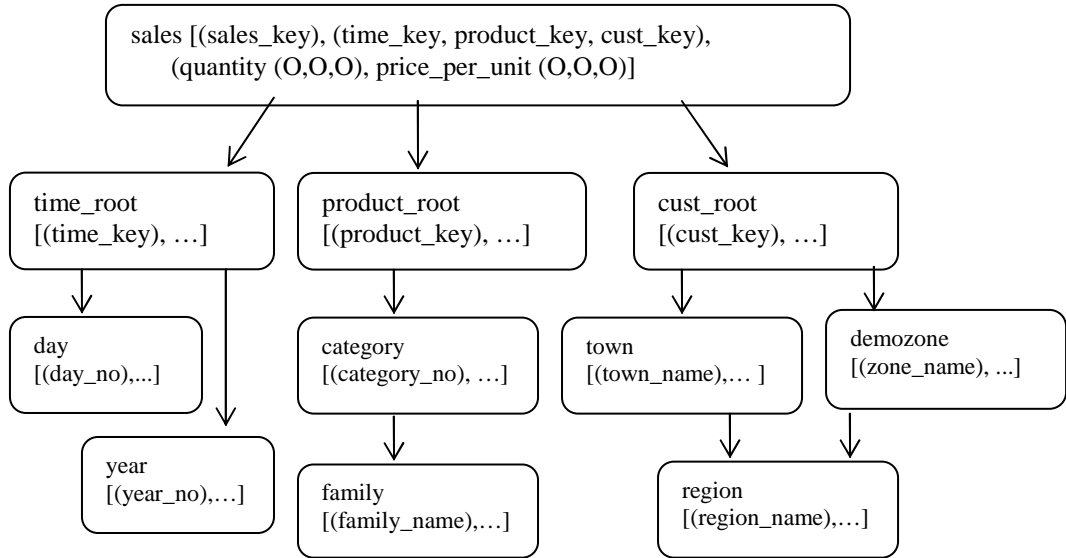 sales [(sales_key), (time_key, product_key, cust_key),
(quantity (O,O,O), price_per_unit (O,O,O)]
time_root
[(time_key), …]
product_root
[(product_key), …]
cust_root
[(cust_key), …]
day
[(day_no),...]
category
[(category_no), …]
town
[(town_name),… ]
demozone
[(zone_name), ...]
year
[(year_no),…]
family
[(family_name),…]
region
[(region_name),…]